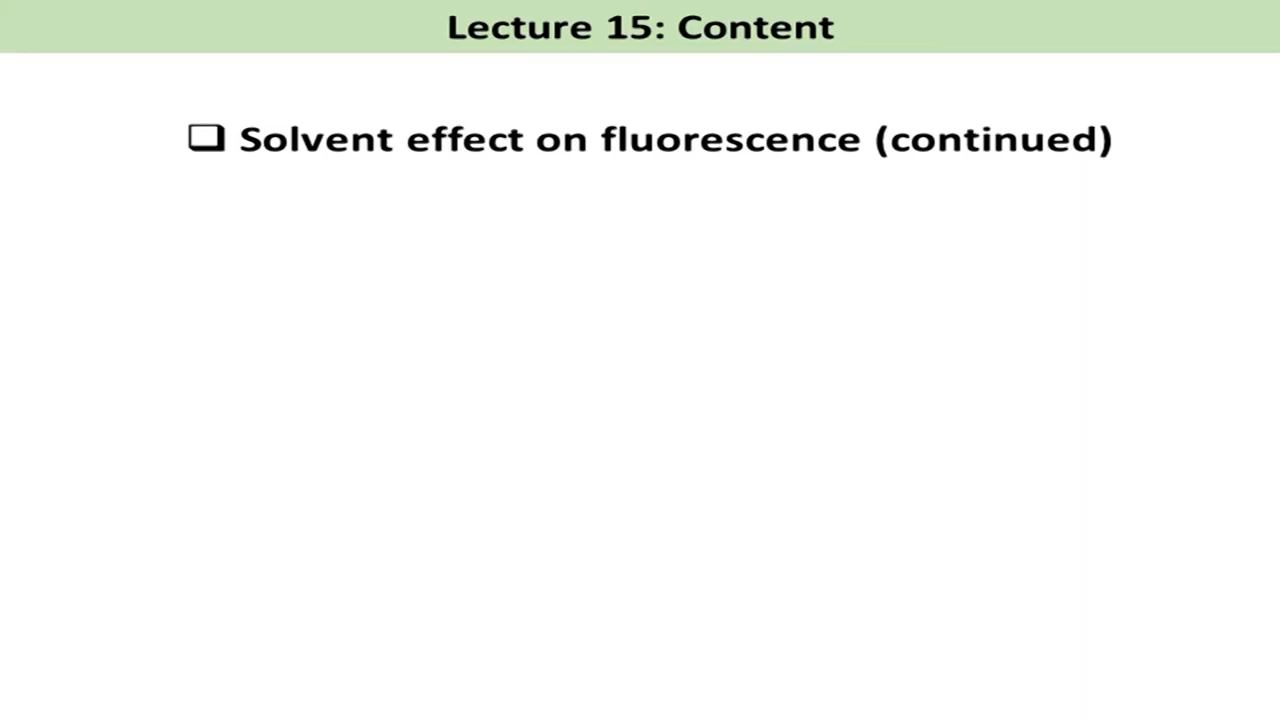 Lecture 15: Content
❑ Solvent effect on fluorescence (continued)